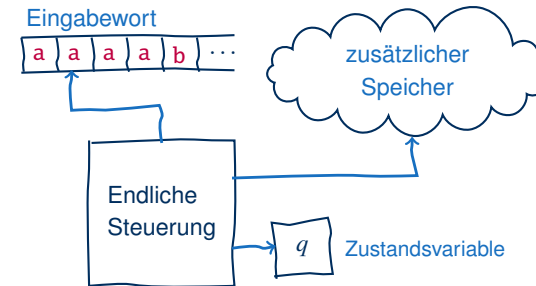 Eingabewort
a a a a b ...
zusätzlicher
Speicher
Endliche
Steuerung
q
Zustandsvariable